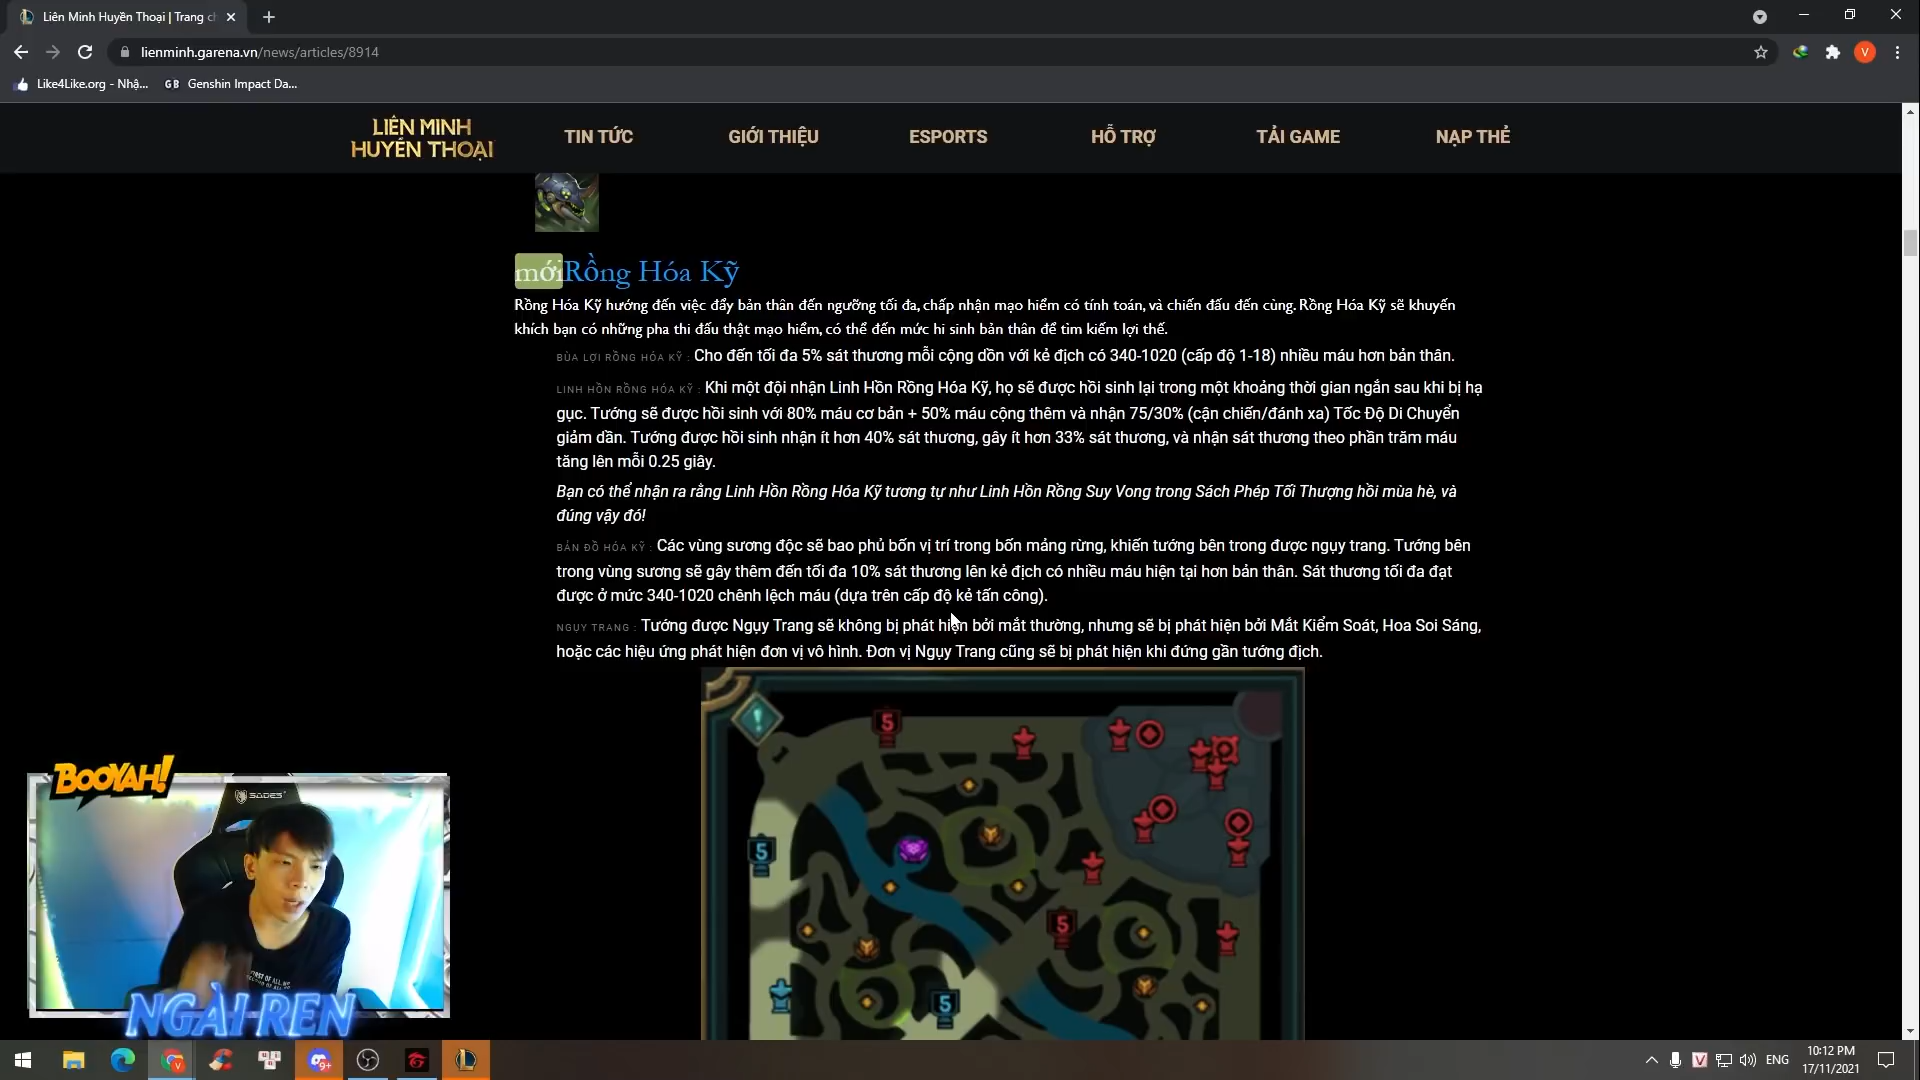 Liên Minh Huyền Thoại | Trang ch
lienminh.garena.vn/news/articles/8914
V
Like4Like.org - Nhậ...
GB Genshin Impact Da...
LIÊN MINH
HUYỀN THOẠI
TIN TỨC
GIỚI THIỆU
ESPORTS
HỖ TRỢ
TẢI GAME
NẠP THẺ
mớiRồng Hóa Kỹ
Rồng Hóa Kỹ hướng đến việc đẩy bản thân đến ngưỡng tối đa, chấp nhận mạo hiểm có tính toán, và chiến đấu đến cùng. Rồng Hóa Kỹ sẽ khuyến
khích bạn có những pha thi đấu thật mạo hiểm, có thể đến mức hi sinh bản thân để tìm kiếm lợi thế.
BÙA LỢI RỒNG HÓA KỸ : Cho đến tối đa 5% sát thương mỗi cộng dồn với kẻ địch có 340-1020 (cấp độ 1-18) nhiều máu hơn bản thân.
LINH HỒN RỒNG HÓA KỸ : Khi một đội nhận Linh Hồn Rồng Hóa Kỹ, họ sẽ được hồi sinh lại trong một khoảng thời gian ngắn sau khi bị hạ
gục. Tướng sẽ được hồi sinh với 80% máu cơ bản + 50% máu cộng thêm và nhận 75/30% (cận chiến/đánh xa) Tốc Độ Di Chuyển
giảm dần. Tướng được hồi sinh nhận ít hơn 40% sát thương, gây ít hơn 33% sát thương, và nhận sát thương theo phần trăm máu
tăng lên mỗi 0.25 giây.
Bạn có thể nhận ra rằng Linh Hồn Rồng Hóa Kỹ tương tự như Linh Hồn Rồng Suy Vong trong Sách Phép Tối Thượng hồi mùa hè, và
đúng vậy đó!
BẢN ĐỒ HÓA KỸ : Các vùng sương độc sẽ bao phủ bốn vị trí trong bốn mảng rừng, khiến tướng bên trong được ngụy trang. Tướng bên
trong vùng sương sẽ gây thêm đến tối đa 10% sát thương lên kẻ địch có nhiều máu hiện tại hơn bản thân. Sát thương tối đa đạt
được ở mức 340-1020 chênh lệch máu (dựa trên cấp độ kẻ tấn công).
NGỤY TRANG : Tướng được Ngụy Trang sẽ không bị phát hiện bởi mắt thường, nhưng sẽ bị phát hiện bởi Mắt Kiểm Soát, Hoa Soi Sáng,
hoặc các hiệu ứng phát hiện đơn vị vô hình. Đơn vị Ngụy Trang cũng sẽ bị phát hiện khi đứng gần tướng địch.
5
5
5
5
BOOYAH!
SADES
NGÀI REN
9+
V
ENG
10:12 PM
17/11/2021